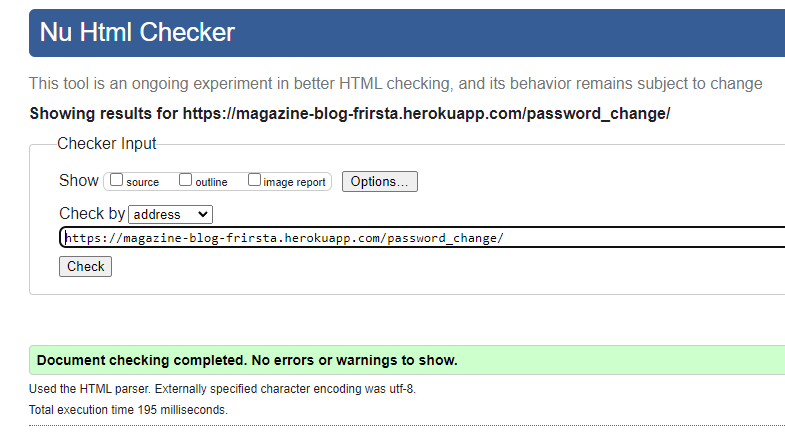 Nu Html Checker
This tool is an ongoing experiment in better HTML checking, and its behavior remains subject to change
Showing results for https://magazine-blog-frirsta.herokuapp.com/password_change/
Checker Input
Show source outline image report Options...
Check by address
https://magazine-blog-frirsta.herokuapp.com/password_change/
Check
Document checking completed. No errors or warnings to show.
Used the HTML parser. Externally specified character encoding was utf-8.
Total execution time 195 milliseconds.